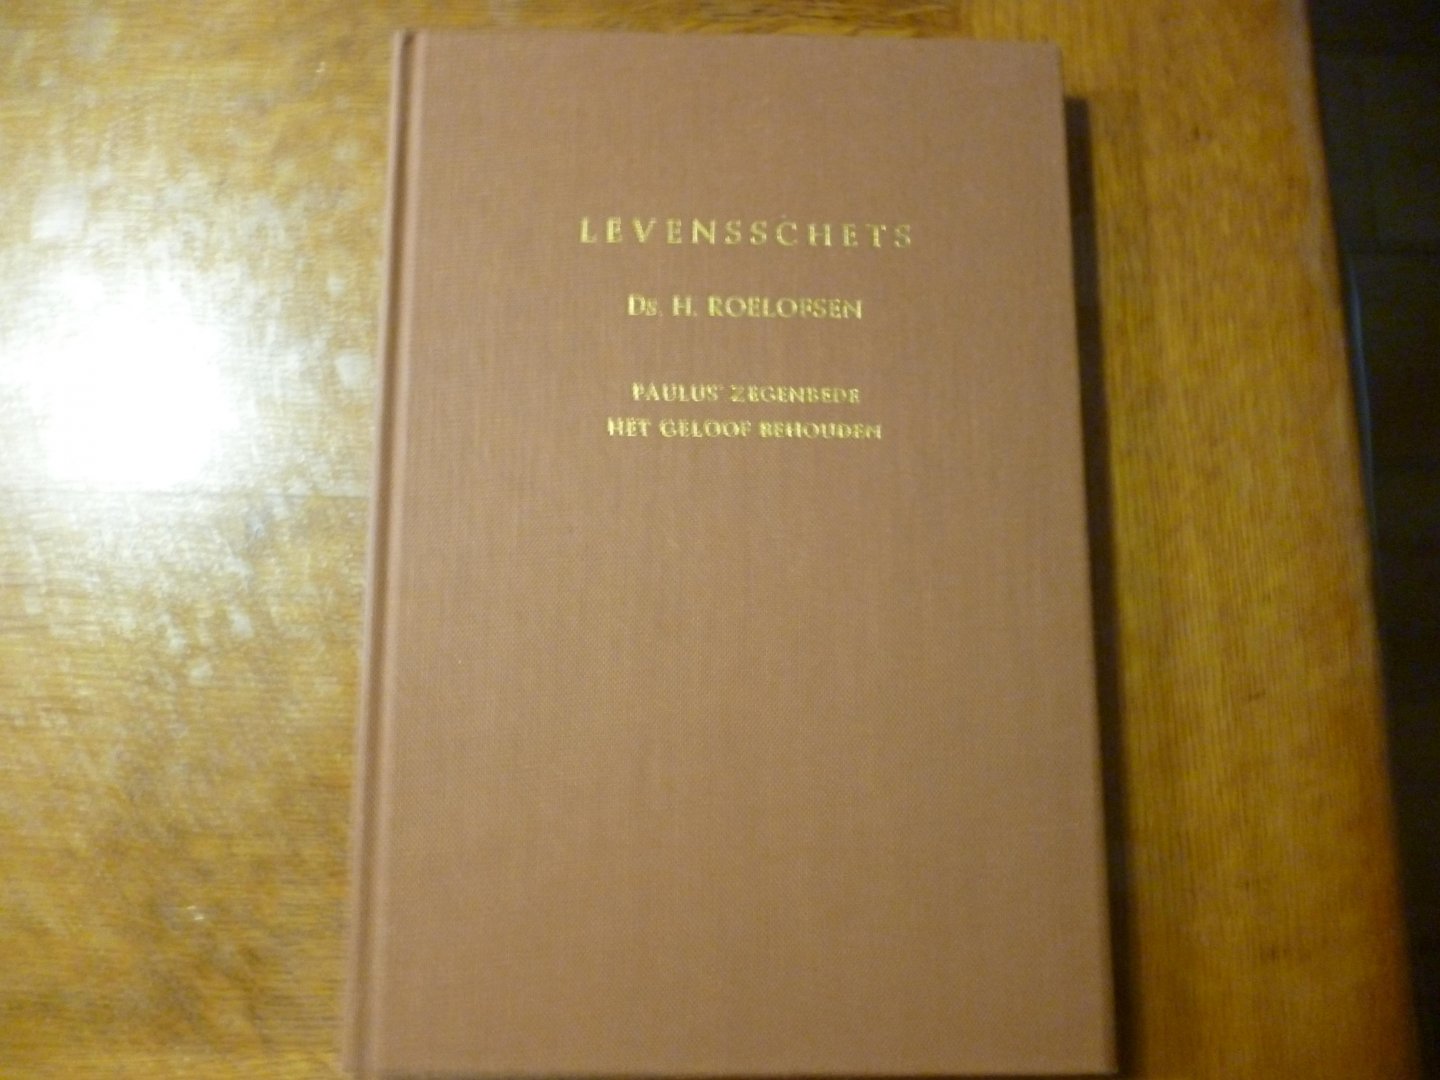 LEVENSSCHETS
Ds. H. ROELOFSEN
PAULUS' ZEGENBEDE
HET GELOOF BEHOUDEN